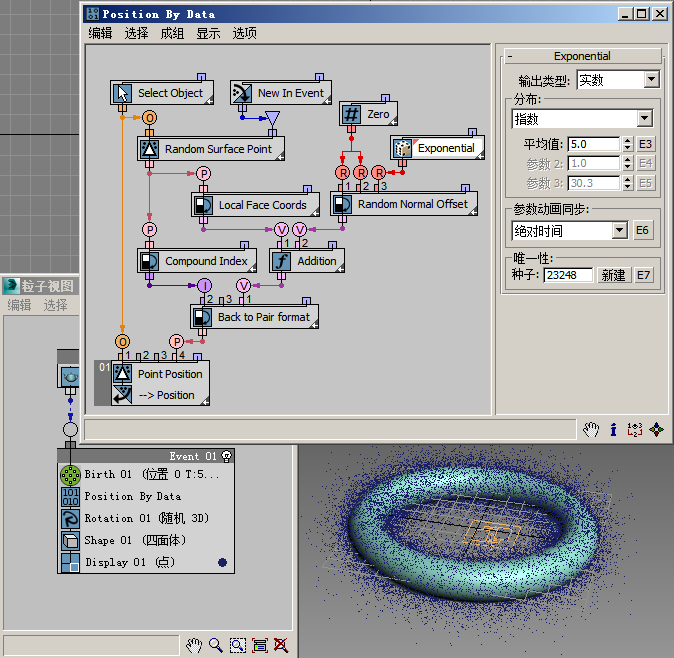 Position By Data
编辑 选择 成组 显示 选项
Select Object
New In Event
Zero
Random Surface Point
Exponential
Local Face Coords
Random Normal Offset
Compound Index
Addition
Back to Pair format
Point Position
--> Position
O
P
R R R
1 2 3
V V
1 2
P
I V
2 3 1
O P
1 2 3 4
01
- Exponential
输出类型: 实数
分布:
指数
平均值: 5.0 E3
参数 2: 1.0 E4
参数 3: 30.3 E5
参数动画同步:
绝对时间 E6
唯一性:
种子: 23248 新建 E7
粒子视图
编辑 选择
Event 01
Birth 01 (位置 0 T:5...
Position By Data
Rotation 01 (随机 3D)
Shape 01 (四面体)
Display 01 (点)